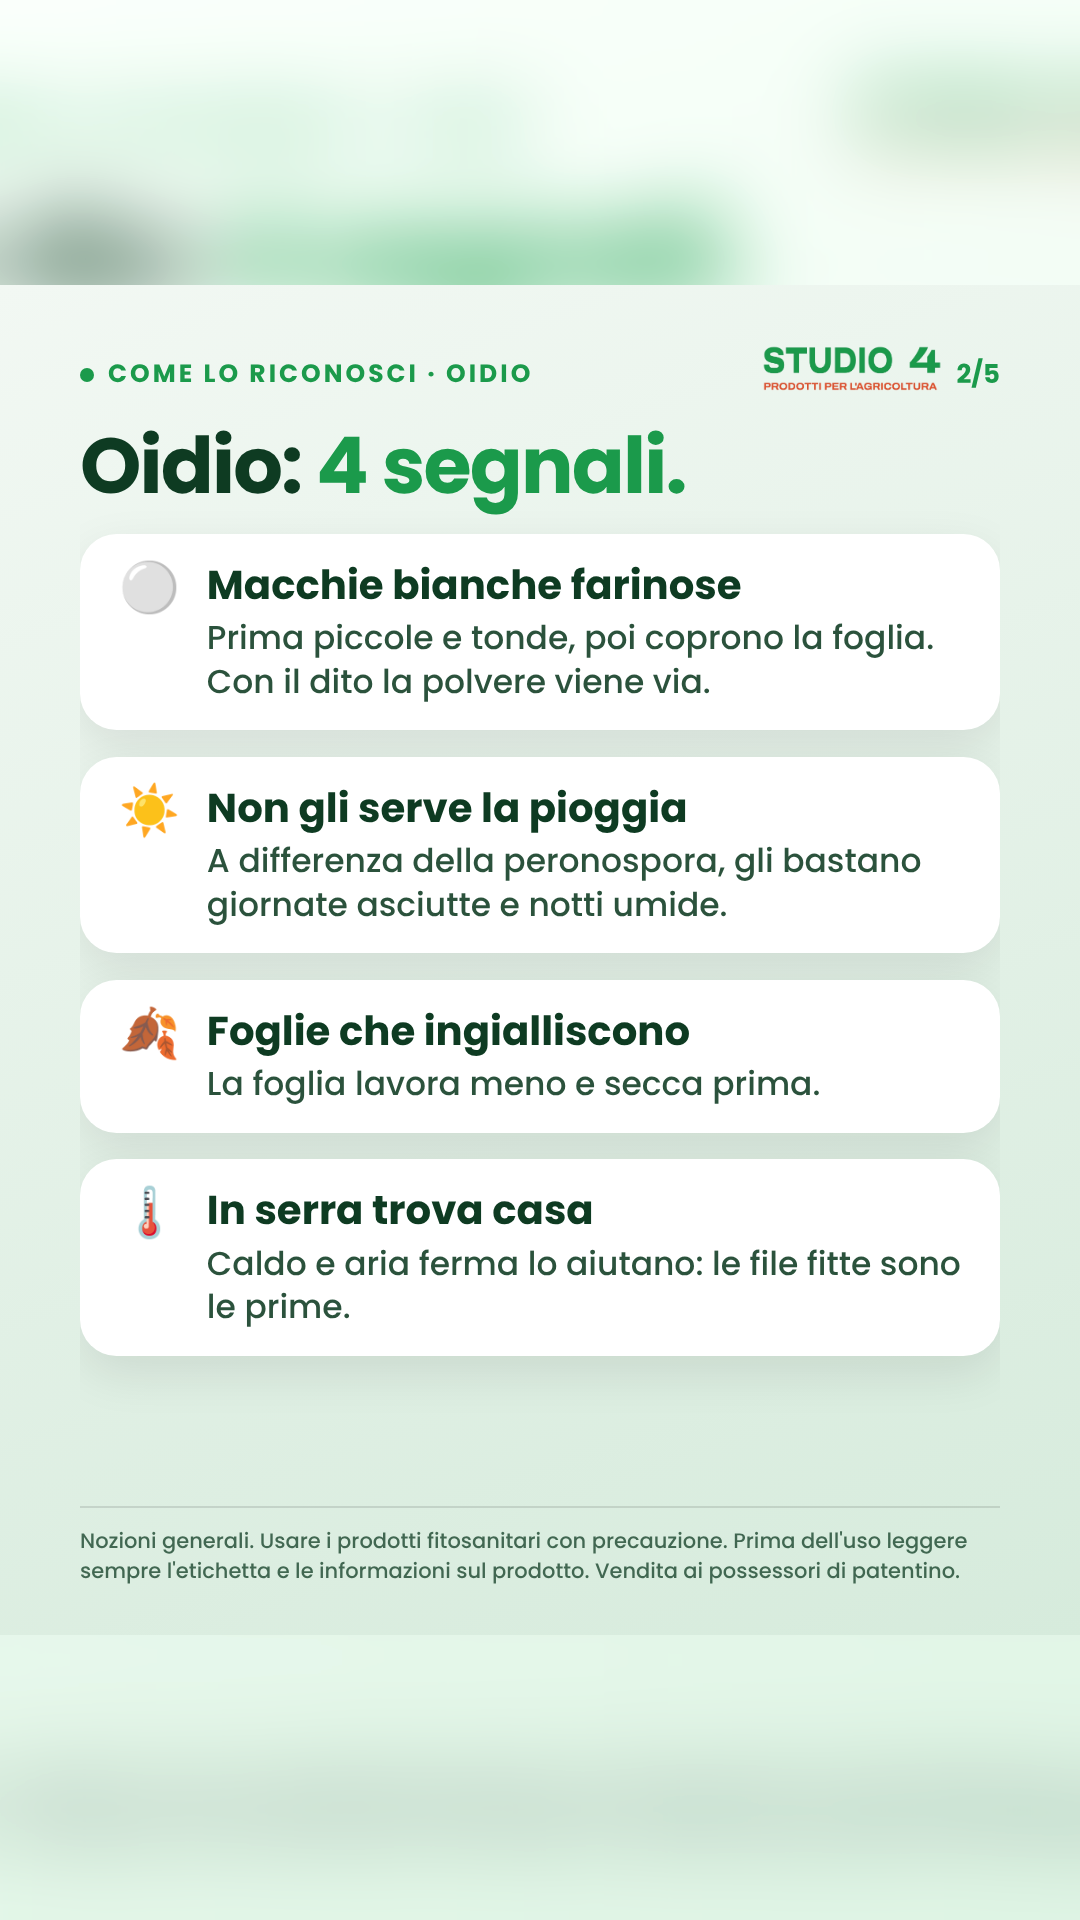 COME LO RICONOSCI · OIDIO
STUDIO 4
PRODOTTI PER L'AGRICOLTURA
2/5
Oidio: 4 segnali.
Macchie bianche farinose
Prima piccole e tonde, poi coprono la foglia.
Con il dito la polvere viene via.
Non gli serve la pioggia
A differenza della peronospora, gli bastano
giornate asciutte e notti umide.
Foglie che ingialliscono
La foglia lavora meno e secca prima.
In serra trova casa
Caldo e aria ferma lo aiutano: le file fitte sono
le prime.
Nozioni generali. Usare i prodotti fitosanitari con precauzione. Prima dell'uso leggere
sempre l'etichetta e le informazioni sul prodotto. Vendita ai possessori di patentino.